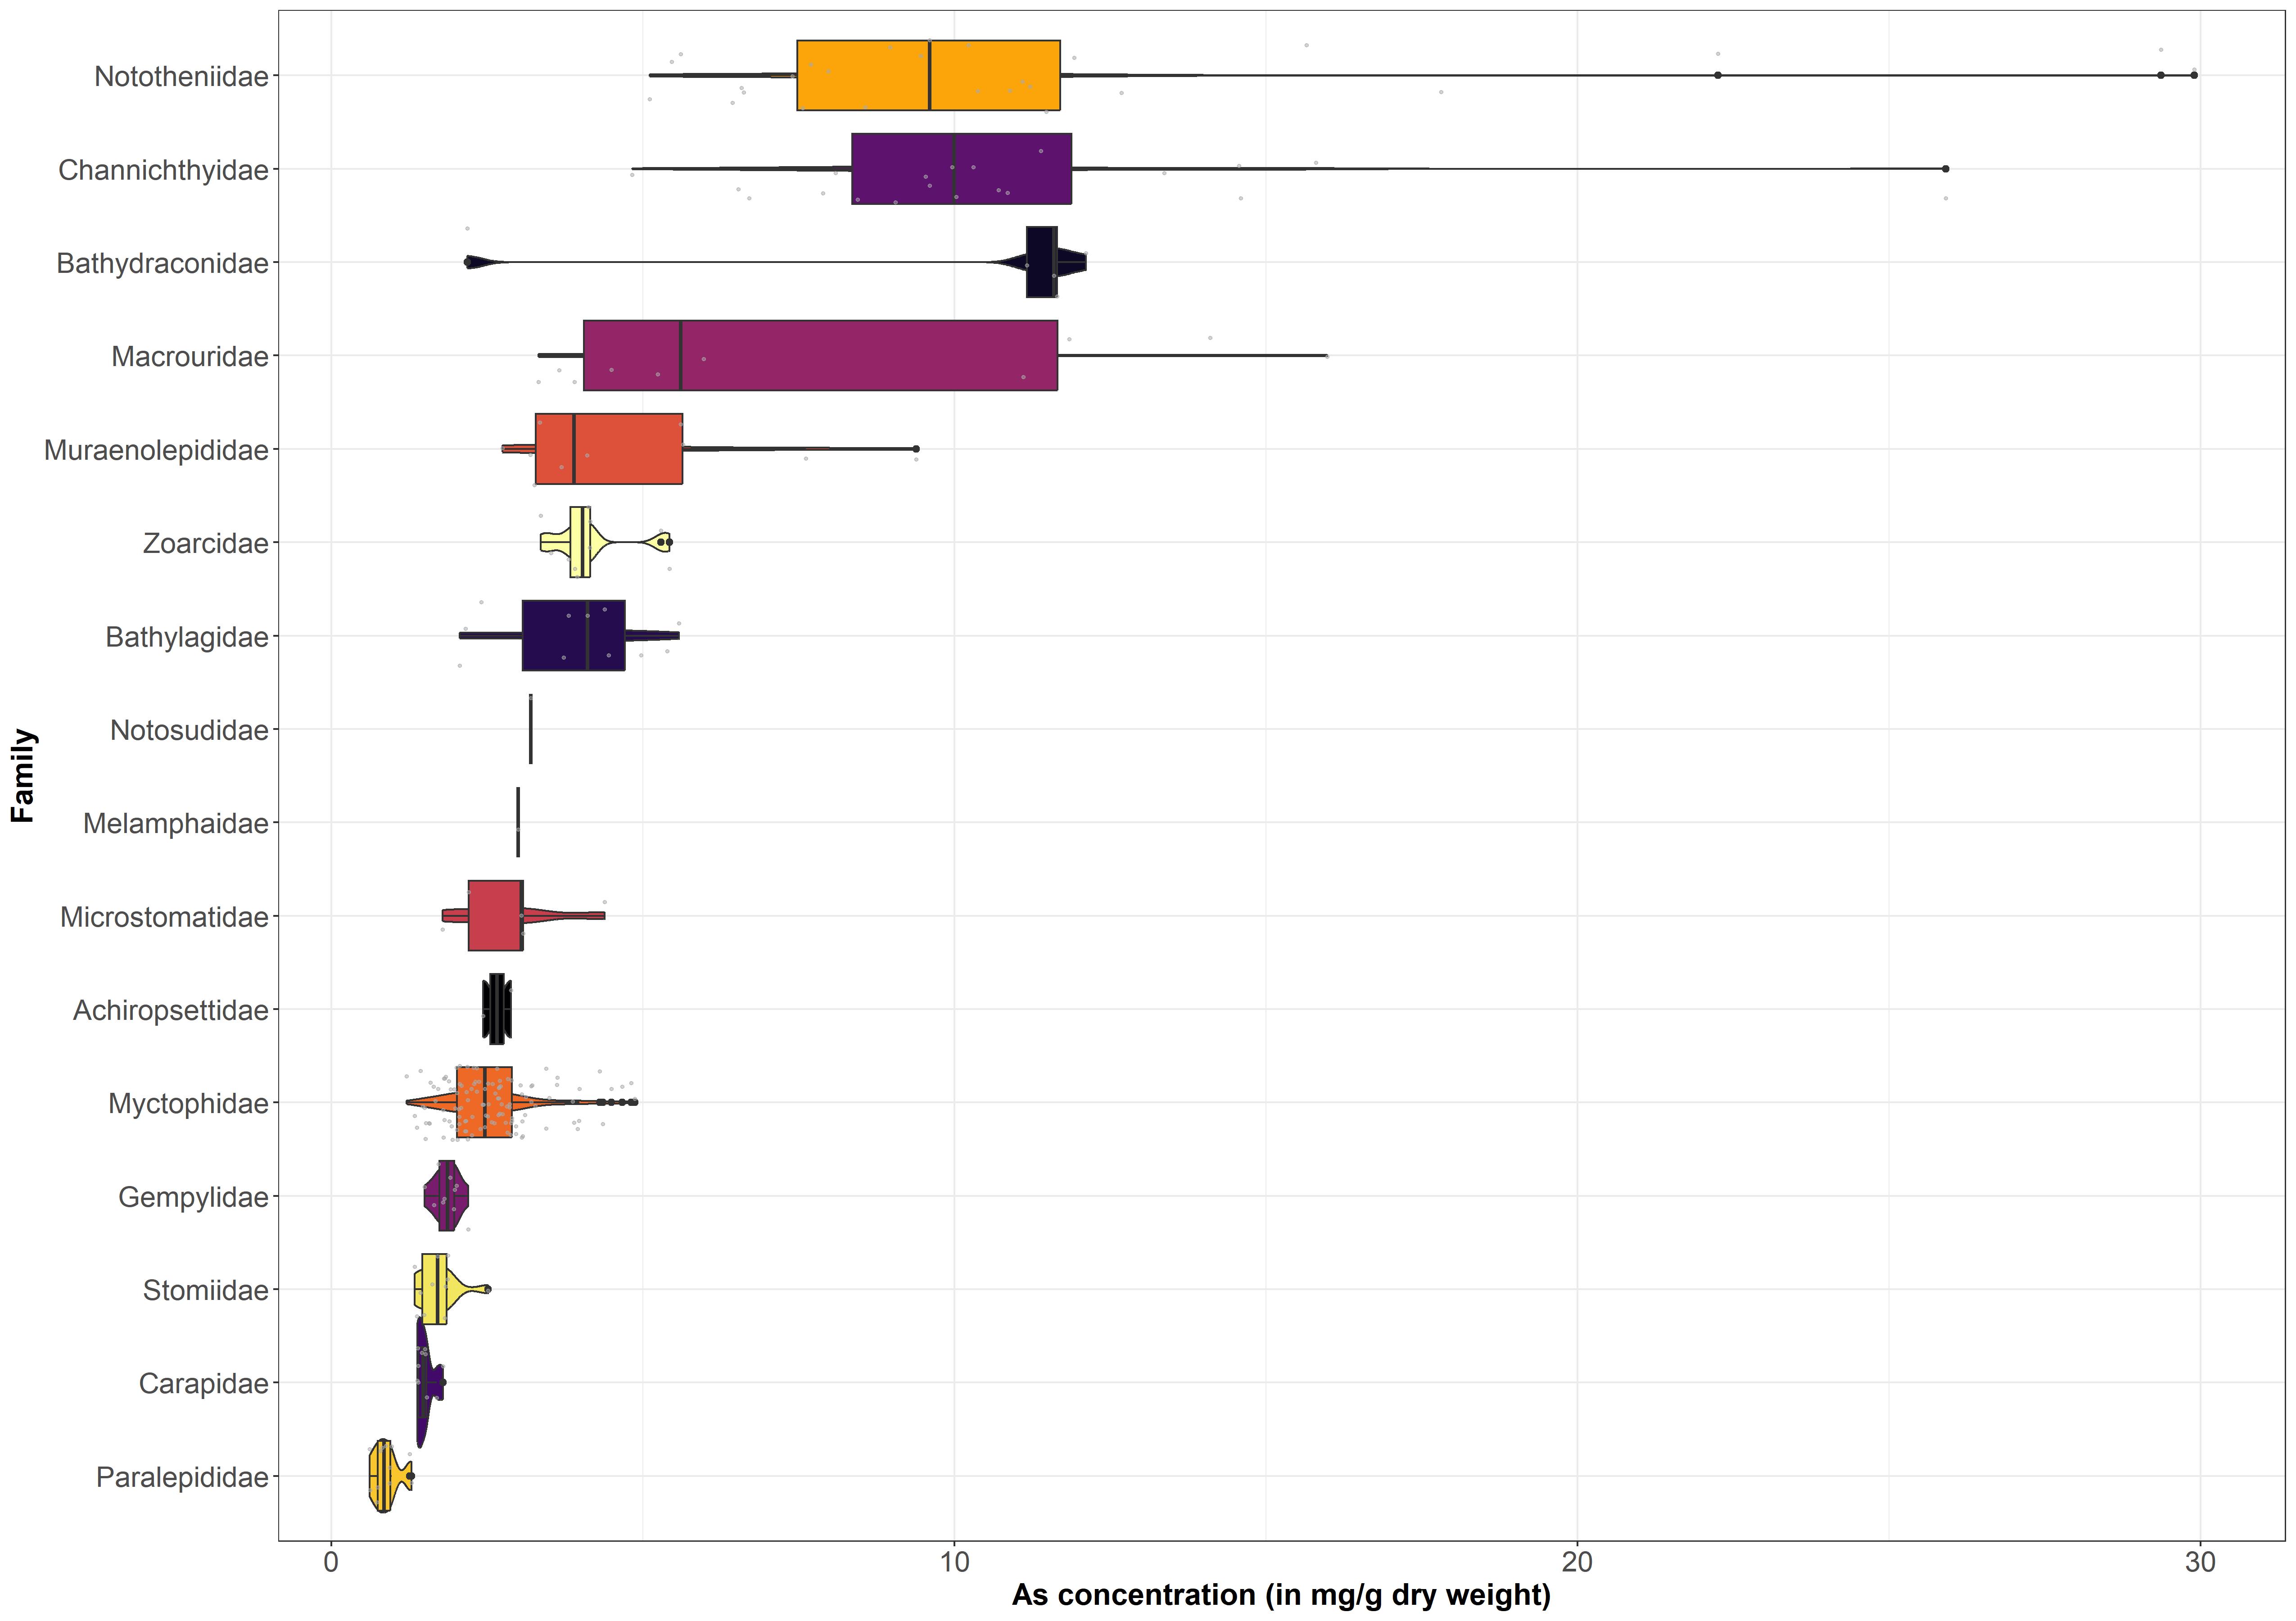 Family
Nototheniidae
Channichthyidae
Bathydraconidae
Macrouridae
Muraenolepididae
Zoarcidae
Bathylagidae
Notosudidae
Melamphaidae
Microstomatidae
Achiropsettidae
Myctophidae
Gempylidae
Stomiidae
Carapidae
Paralepididae
0 10 20 30
As concentration (in mg/g dry weight)